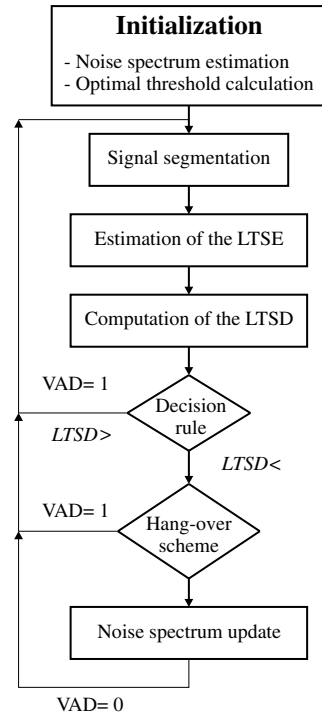 Initialization
- Noise spectrum estimation
- Optimal threshold calculation
Signal segmentation
Estimation of the LTSE
Computation of the LTSD
VAD= 1
Decision
rule
LTSD>
LTSD<
VAD= 1
Hang-over
scheme
Noise spectrum update
VAD= 0